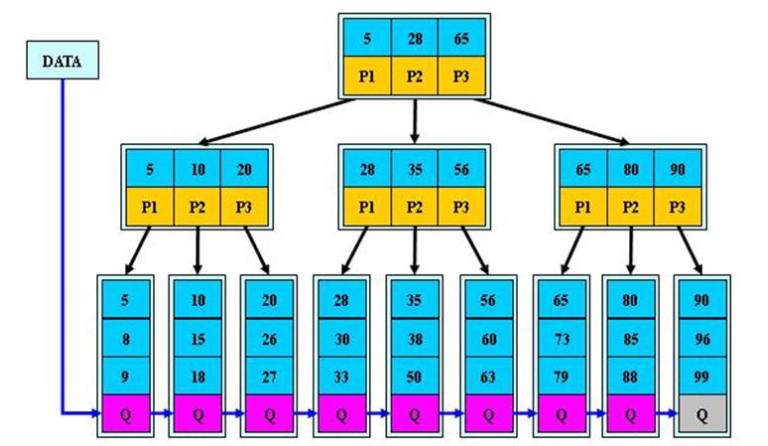 5 28 65
DATA
P1 P2 P3
5 10 20 28 35 56 65 80 90
P1 P2 P3 P1 P2 P3 P1 P2 P3
5 10 20 28 35 56 65 80 90
8 15 26 30 38 60 73 85 96
9 18 27 33 50 63 79 88 99
Q Q Q Q Q Q Q Q Q